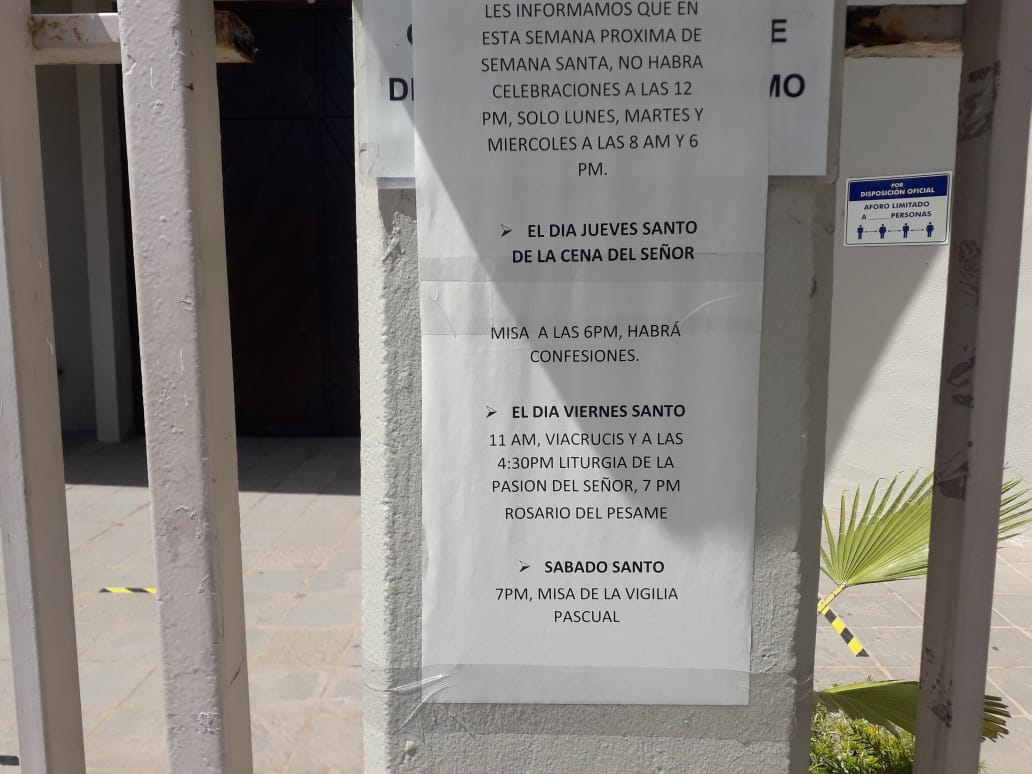 LES INFORMAMOS QUE EN
ESTA SEMANA PROXIMA DE
SEMANA SANTA, NO HABRA
CELEBRACIONES A LAS 12
PM, SOLO LUNES, MARTES Y
MIERCOLES A LAS 8 AM Y 6
PM.
➢ EL DIA JUEVES SANTO
DE LA CENA DEL SEÑOR
MISA A LAS 6PM, HABRÁ
CONFESIONES.
➢ EL DIA VIERNES SANTO
11 AM, VIACRUCIS Y A LAS
4:30PM LITURGIA DE LA
PASION DEL SEÑOR, 7 PM
ROSARIO DEL PESAME
➢ SABADO SANTO
7PM, MISA DE LA VIGILIA
PASCUAL
POR
DISPOSICIÓN OFICIAL
AFORO LIMITADO
A ____ PERSONAS